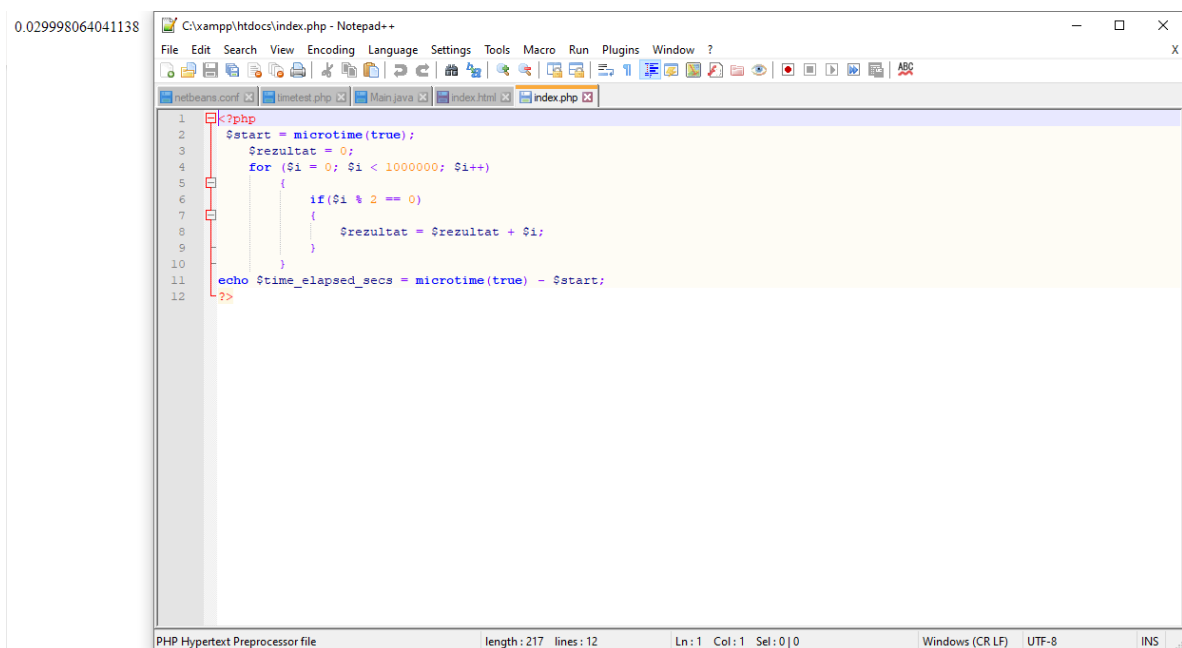 0.029998064041138
C:\xampp\htdocs\index.php - Notepad++
File Edit Search View Encoding Language Settings Tools Macro Run Plugins Window ? X
ABC
netbeans.conf timetest.php Main.java index.html index.php
1 <?php
2 $start = microtime(true);
3 $rezultat = 0;
4 for ($i = 0; $i < 1000000; $i++)
5 {
6 if($i % 2 == 0)
7 {
8 $rezultat = $rezultat + $i;
9 }
10 }
11 echo $time_elapsed_secs = microtime(true) - $start;
12 ?>
PHP Hypertext Preprocessor file length : 217 lines : 12 Ln : 1 Col : 1 Sel : 0 | 0 Windows (CR LF) UTF-8 INS